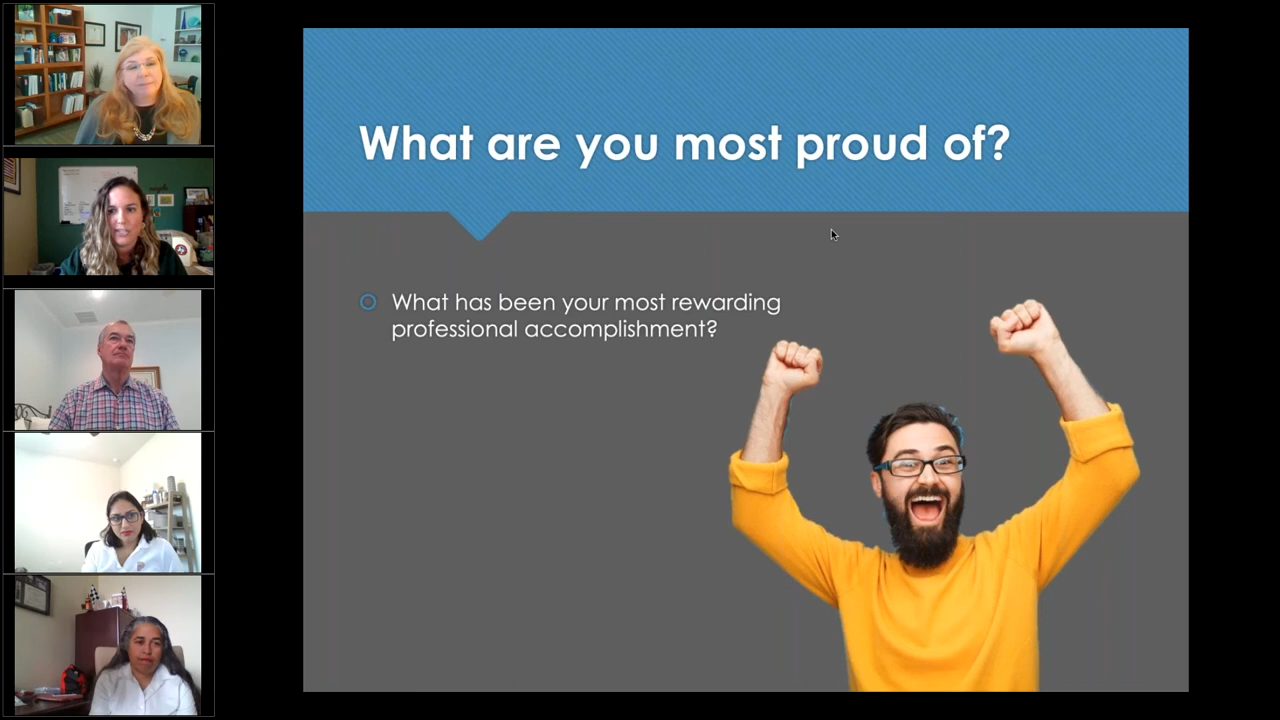 What are you most proud of?
What has been your most rewarding
professional accomplishment?